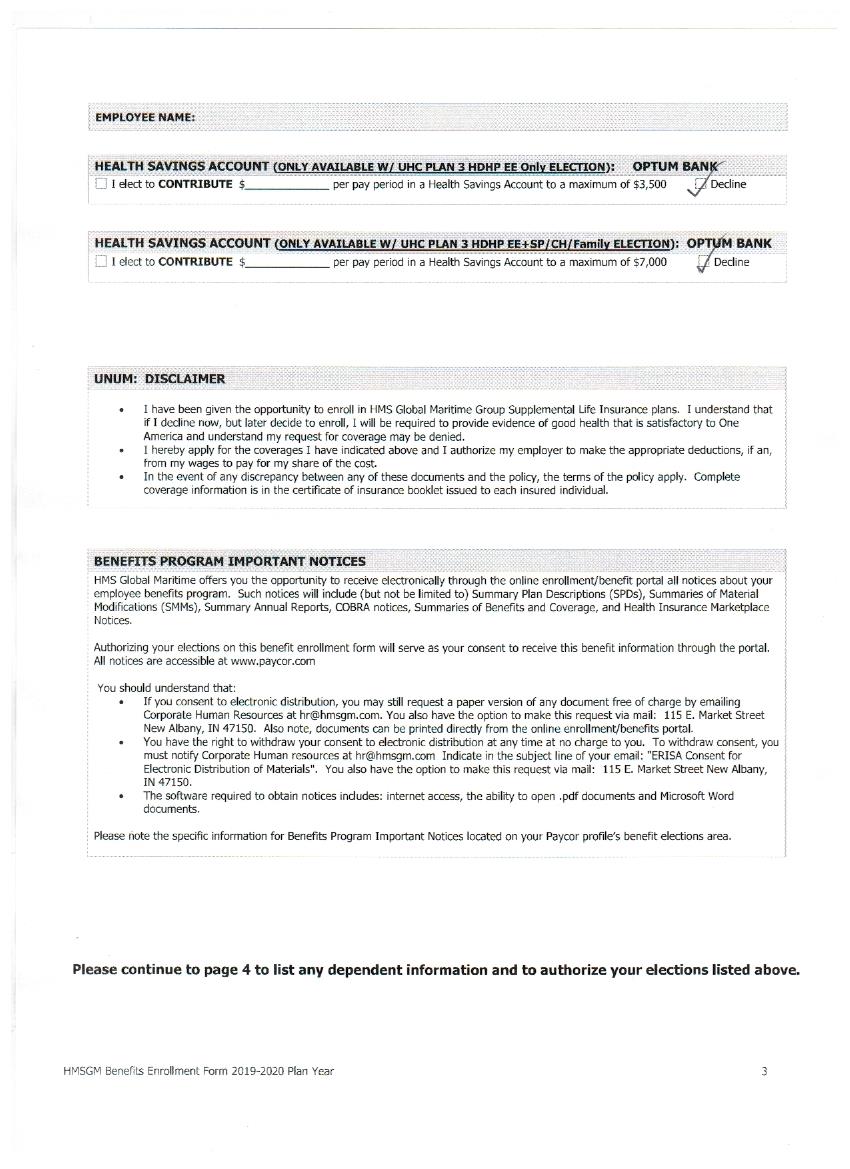 EMPLOYEE NAME:
HEALTH SAVINGS ACCOUNT (ONLY AVAILABLE W/ UHC PLAN 3 HDHP EE Only ELECTION): OPTUM BANK
☐ I elect to CONTRIBUTE $______________ per pay period in a Health Savings Account to a maximum of $3,500 ☑ Decline
HEALTH SAVINGS ACCOUNT (ONLY AVAILABLE W/ UHC PLAN 3 HDHP EE+SP/CH/Family ELECTION): OPTUM BANK
☐ I elect to CONTRIBUTE $______________ per pay period in a Health Savings Account to a maximum of $7,000 ☑ Decline
UNUM: DISCLAIMER
• I have been given the opportunity to enroll in HMS Global Maritime Group Supplemental Life Insurance plans. I understand that
if I decline now, but later decide to enroll, I will be required to provide evidence of good health that is satisfactory to One
America and understand my request for coverage may be denied.
• I hereby apply for the coverages I have indicated above and I authorize my employer to make the appropriate deductions, if an,
from my wages to pay for my share of the cost.
• In the event of any discrepancy between any of these documents and the policy, the terms of the policy apply. Complete
coverage information is in the certificate of insurance booklet issued to each insured individual.
BENEFITS PROGRAM IMPORTANT NOTICES
HMS Global Maritime offers you the opportunity to receive electronically through the online enrollment/benefit portal all notices about your
employee benefits program. Such notices will include (but not be limited to) Summary Plan Descriptions (SPDs), Summaries of Material
Modifications (SMMs), Summary Annual Reports, COBRA notices, Summaries of Benefits and Coverage, and Health Insurance Marketplace
Notices.
Authorizing your elections on this benefit enrollment form will serve as your consent to receive this benefit information through the portal.
All notices are accessible at www.paycor.com
You should understand that:
• If you consent to electronic distribution, you may still request a paper version of any document free of charge by emailing
Corporate Human Resources at hr@hmsgm.com. You also have the option to make this request via mail: 115 E. Market Street
New Albany, IN 47150. Also note, documents can be printed directly from the online enrollment/benefits portal.
• You have the right to withdraw your consent to electronic distribution at any time at no charge to you. To withdraw consent, you
must notify Corporate Human resources at hr@hmsgm.com Indicate in the subject line of your email: "ERISA Consent for
Electronic Distribution of Materials". You also have the option to make this request via mail: 115 E. Market Street New Albany,
IN 47150.
• The software required to obtain notices includes: internet access, the ability to open .pdf documents and Microsoft Word
documents.
Please note the specific information for Benefits Program Important Notices located on your Paycor profile's benefit elections area.
Please continue to page 4 to list any dependent information and to authorize your elections listed above.
HMSGM Benefits Enrollment Form 2019-2020 Plan Year 3